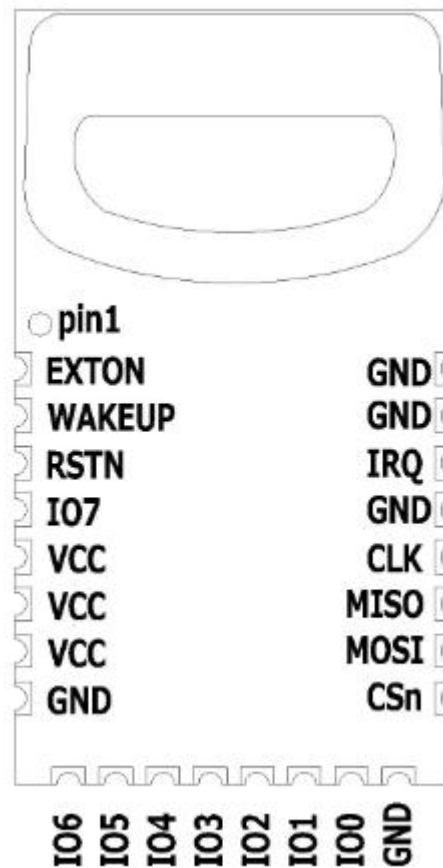 pin1
EXTON GND
WAKEUP GND
RSTN IRQ
IO7 GND
VCC CLK
VCC MISO
VCC MOSI
GND CSn
IO6 IO5 IO4 IO3 IO2 IO1 IO0 GND